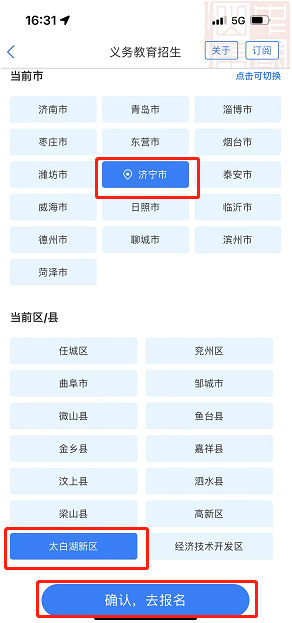 16:31 5G
义务教育招生 关于 订阅
当前市 点击可切换
济南市 青岛市 淄博市
枣庄市 东营市 烟台市
潍坊市 济宁市 泰安市
威海市 日照市 临沂市
德州市 聊城市 滨州市
菏泽市
当前区/县
任城区 兖州区
曲阜市 邹城市
微山县 鱼台县
金乡县 嘉祥县
汶上县 泗水县
梁山县 高新区
太白湖新区 经济技术开发区
确认，去报名